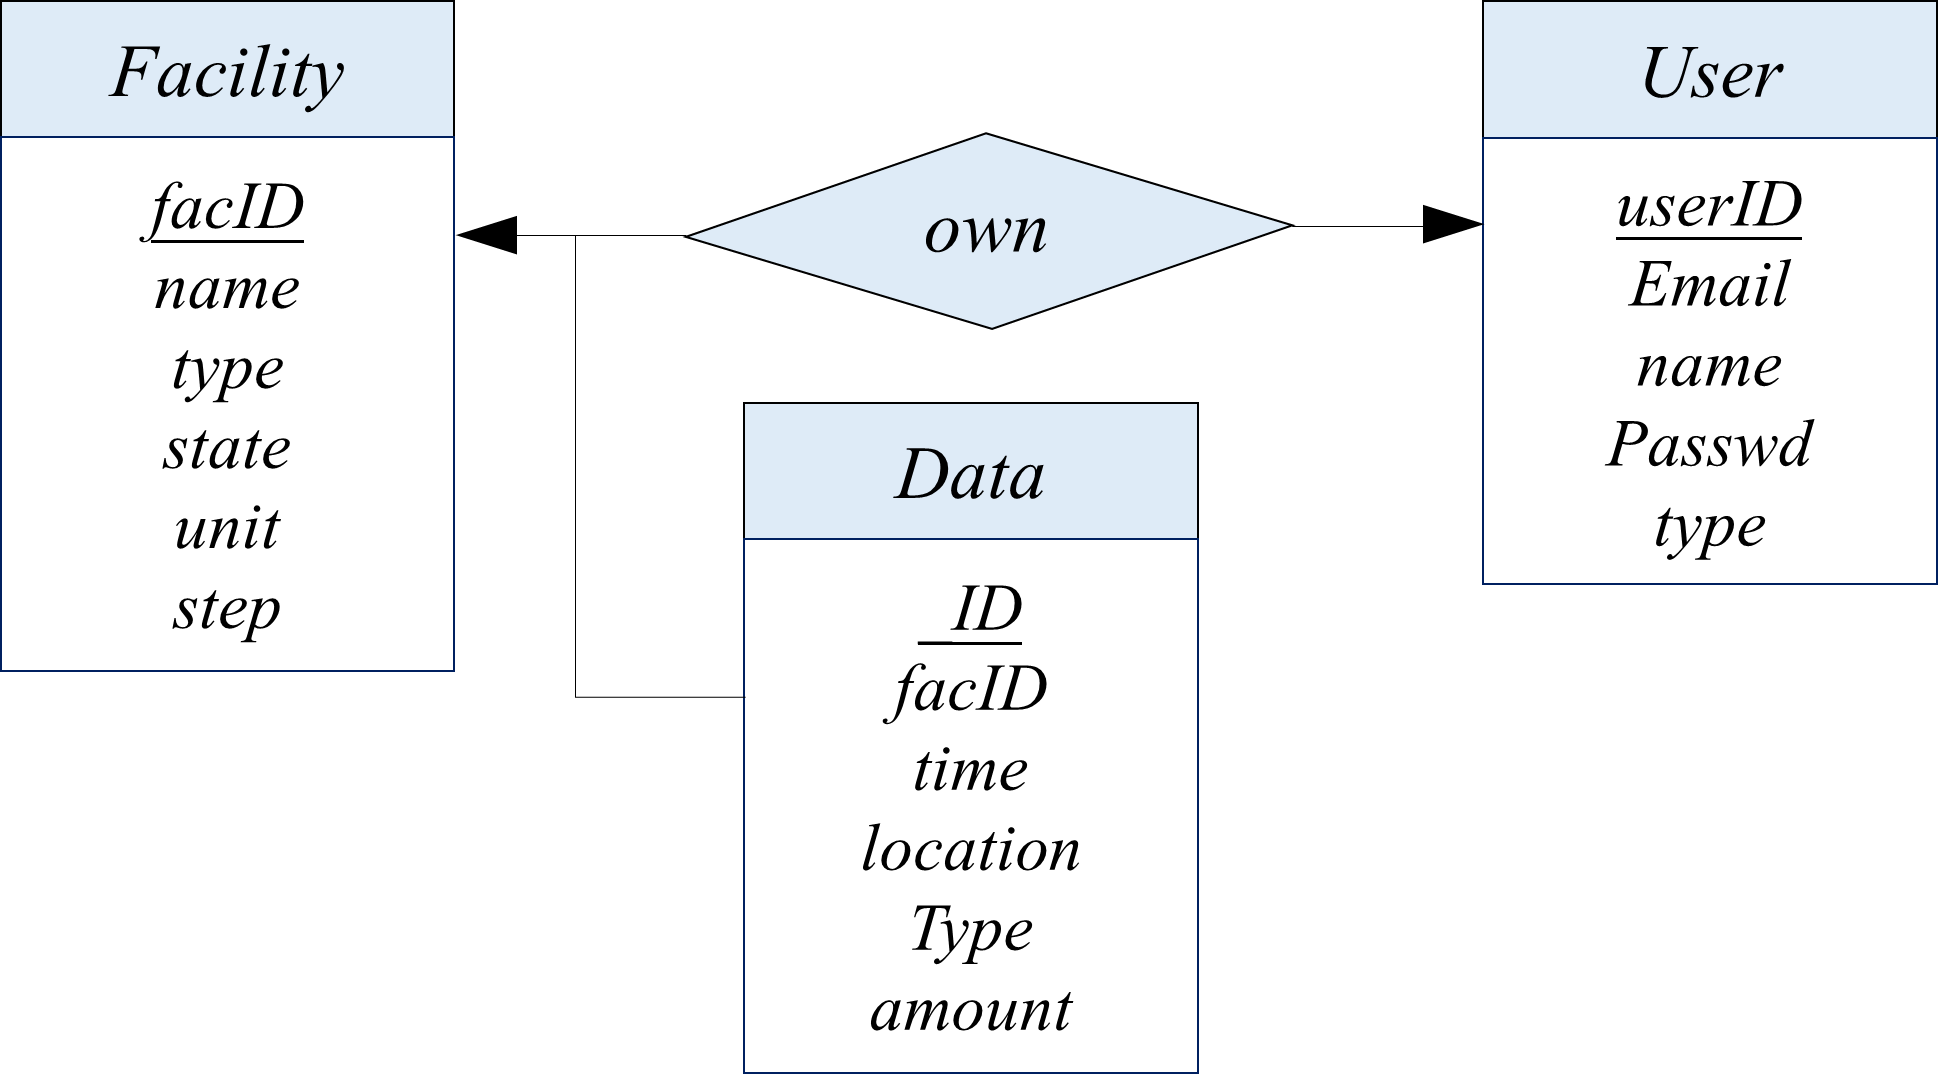 Facility
facID
name
type
state
unit
step
own
User
userID
Email
name
Passwd
type
Data
_ID
facID
time
location
Type
amount